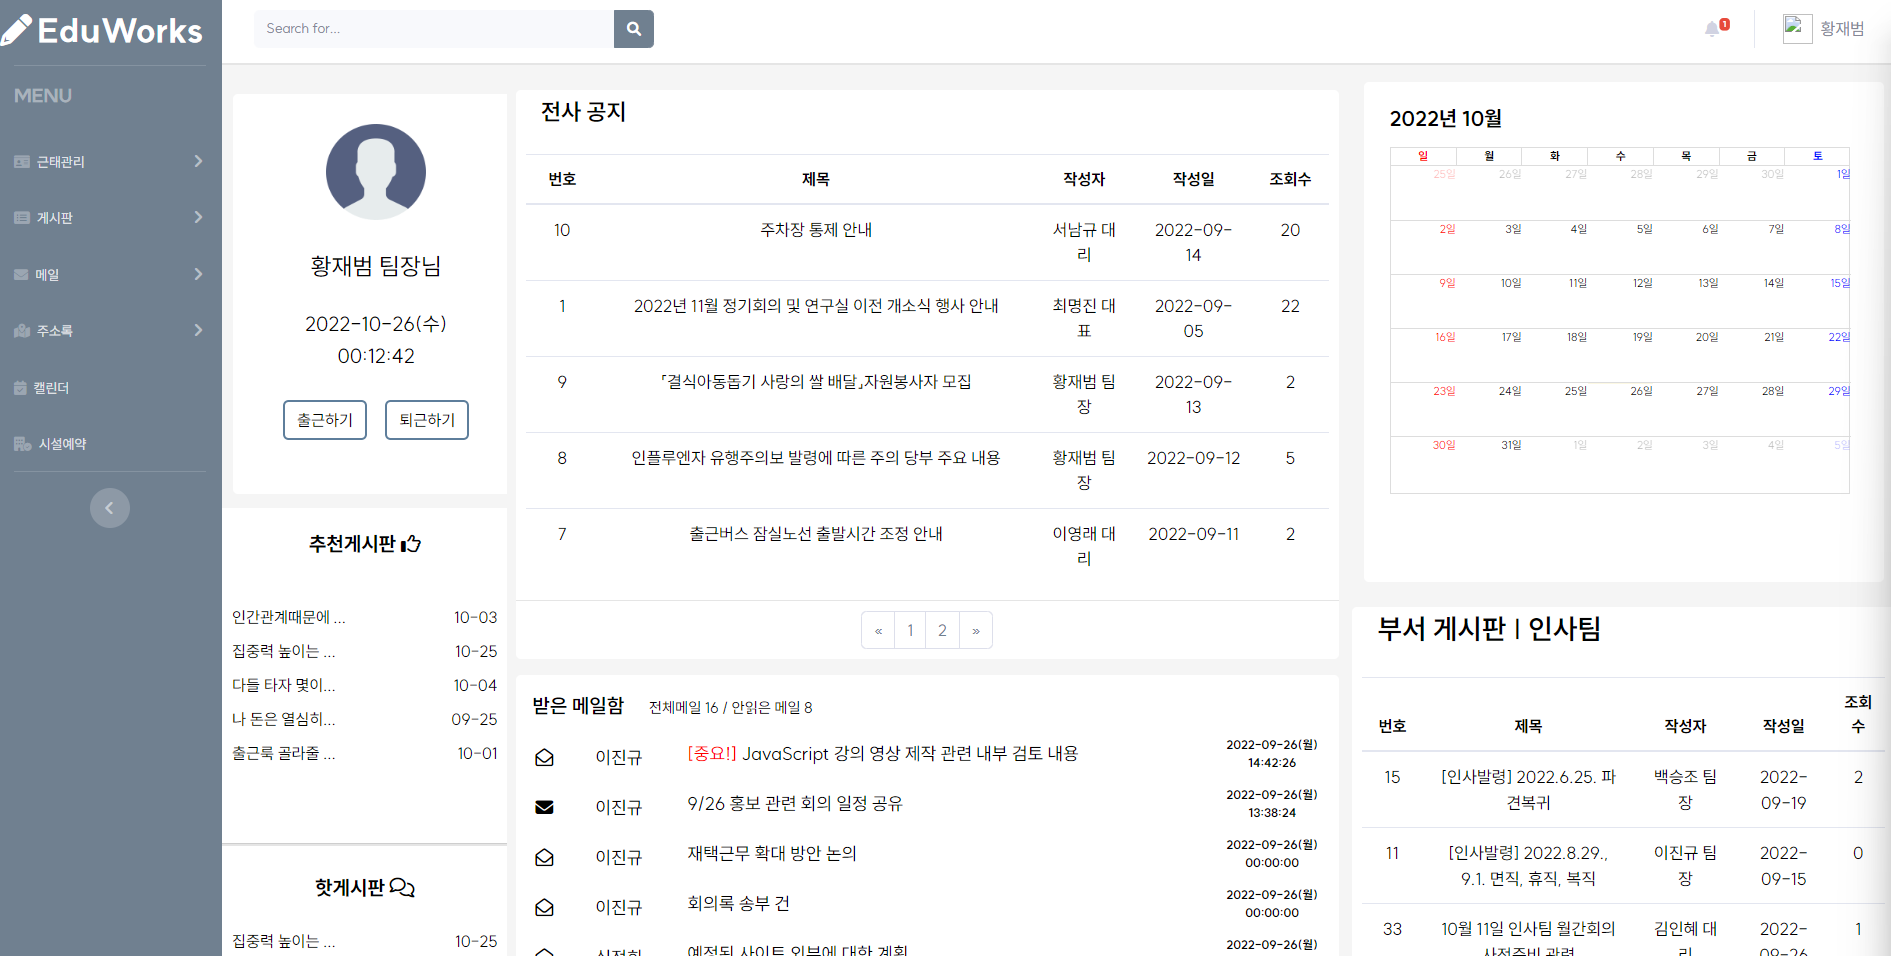 EduWorks
MENU
근태관리
게시판
메일
주소록
캘린더
시설예약
Search for...
1
황재범
황재범 팀장님
2022-10-26(수)
00:12:42
출근하기 퇴근하기
추천게시판
인간관계때문에 ... 10-03
집중력 높이는 ... 10-25
다들 타자 몇이... 10-04
나 돈은 열심히... 09-25
출근룩 골라줄 ... 10-01
핫게시판
집중력 높이는 ... 10-25
전사 공지
번호 제목 작성자 작성일 조회수
10 주차장 통제 안내 서남규 대리 2022-09-14 20
1 2022년 11월 정기회의 및 연구실 이전 개소식 행사 안내 최명진 대표 2022-09-05 22
9 「결식아동돕기 사랑의 쌀 배달」자원봉사자 모집 황재범 팀장 2022-09-13 2
8 인플루엔자 유행주의보 발령에 따른 주의 당부 주요 내용 황재범 팀장 2022-09-12 5
7 출근버스 잠실노선 출발시간 조정 안내 이영래 대리 2022-09-11 2
« 1 2 »
받은 메일함 전체메일 16 / 안읽은 메일 8
이진규 [중요!] JavaScript 강의 영상 제작 관련 내부 검토 내용 2022-09-26(월) 14:42:26
이진규 9/26 홍보 관련 회의 일정 공유 2022-09-26(월) 13:38:24
이진규 재택근무 확대 방안 논의 2022-09-26(월) 00:00:00
이진규 회의록 송부 건 2022-09-26(월) 00:00:00
2022-09-26(월)
2022년 10월
일 월 화 수 목 금 토
25일 26일 27일 28일 29일 30일 1일
2일 3일 4일 5일 6일 7일 8일
9일 10일 11일 12일 13일 14일 15일
16일 17일 18일 19일 20일 21일 22일
23일 24일 25일 26일 27일 28일 29일
30일 31일 1일 2일 3일 4일 5일
부서 게시판 | 인사팀
번호 제목 작성자 작성일 조회수
15 [인사발령] 2022.6.25. 파견복귀 백승조 팀장 2022-09-19 2
11 [인사발령] 2022.8.29., 9.1. 면직, 휴직, 복직 이진규 팀장 2022-09-15 0
33 10월 11일 인사팀 월간회의 사전준비 관련 김인혜 대리 2022-09-26 1